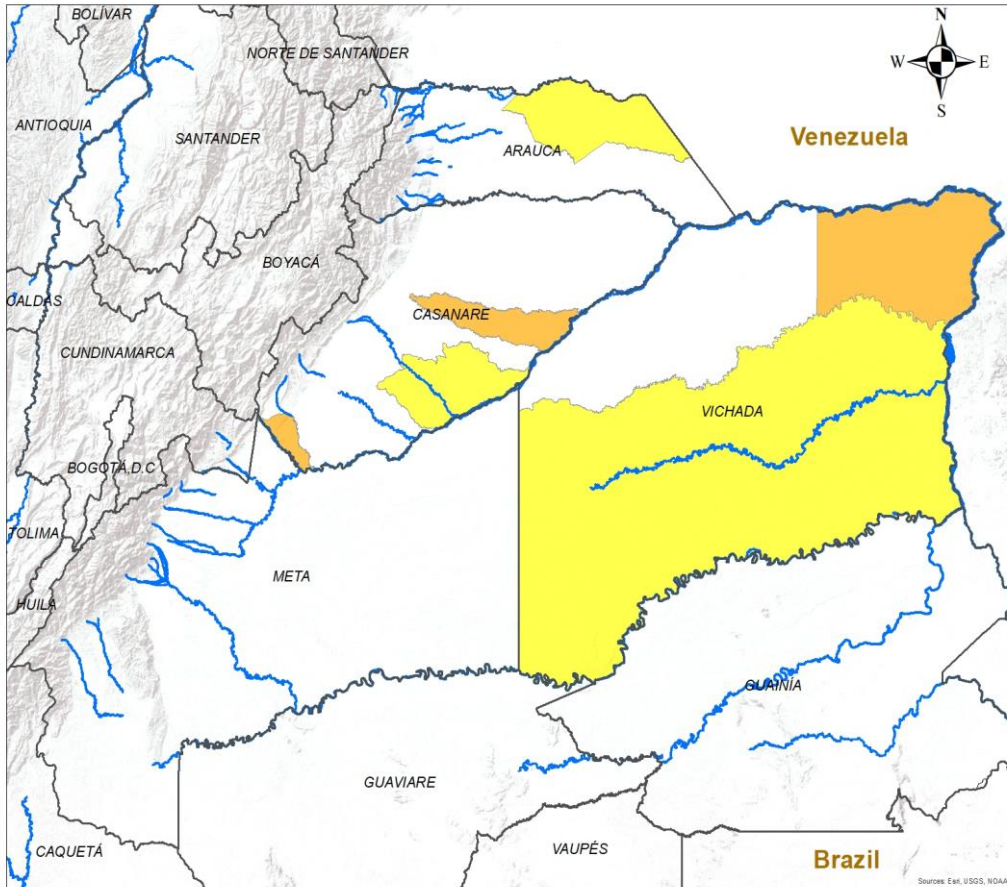 BOLÍVAR
N
NORTE DE SANTANDER
W
E
S
ANTIOQUIA
SANTANDER
Venezuela
ARAUCA
BOYACÁ
CALDAS
CASANARE
CUNDINAMARCA
VICHADA
BOGOTÁ,D.C
TOLIMA
META
HUILA
GUAINÍA
GUAVIARE
VAUPÉS
CAQUETÁ
Brazil
Sources: Esri, USGS, NOAA